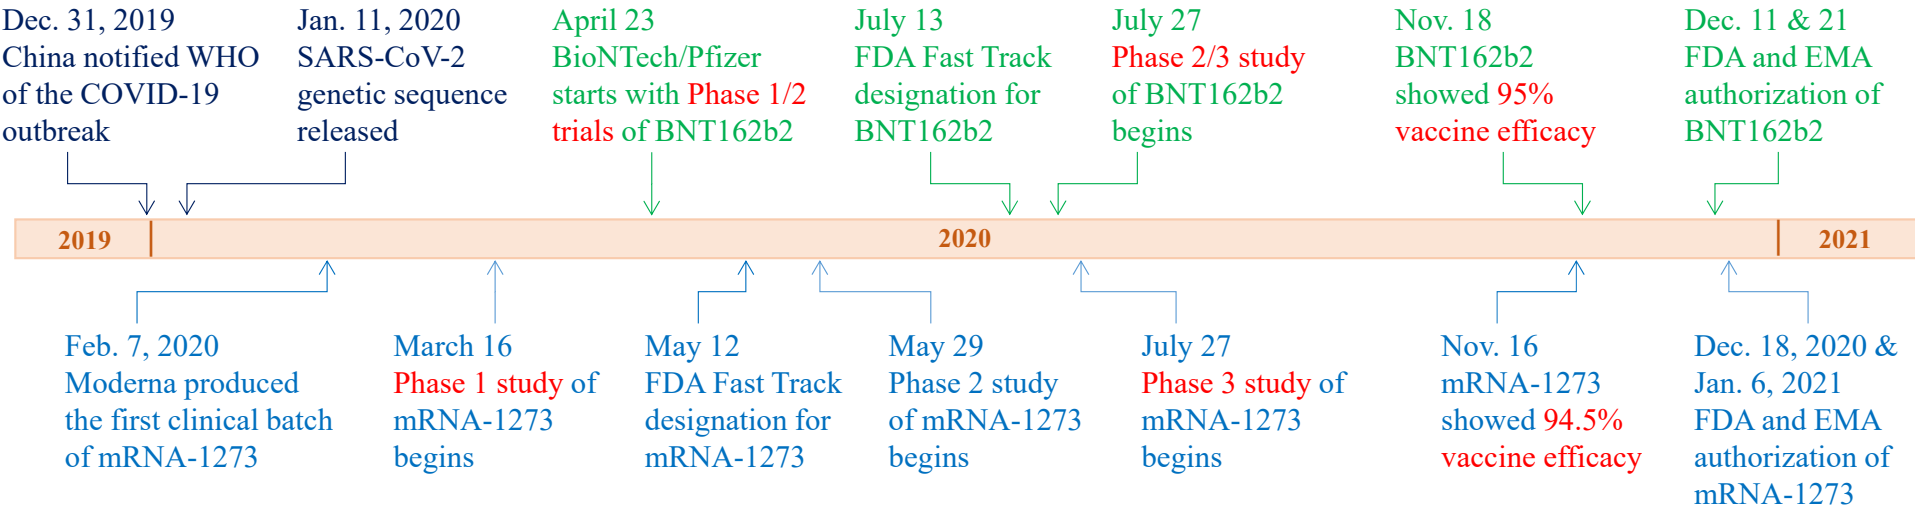 Dec. 31, 2019
China notified WHO
of the COVID-19
outbreak
Jan. 11, 2020
SARS-CoV-2
genetic sequence
released
April 23
BioNTech/Pfizer
starts with Phase 1/2
trials of BNT162b2
July 13
FDA Fast Track
designation for
BNT162b2
July 27
Phase 2/3 study
of BNT162b2
begins
Nov. 18
BNT162b2
showed 95%
vaccine efficacy
Dec. 11 & 21
FDA and EMA
authorization of
BNT162b2
2019
2020
2021
Feb. 7, 2020
Moderna produced
the first clinical batch
of mRNA-1273
March 16
Phase 1 study of
mRNA-1273
begins
May 12
FDA Fast Track
designation for
mRNA-1273
May 29
Phase 2 study
of mRNA-1273
begins
July 27
Phase 3 study of
mRNA-1273
begins
Nov. 16
mRNA-1273
showed 94.5%
vaccine efficacy
Dec. 18, 2020 &
Jan. 6, 2021
FDA and EMA
authorization of
mRNA-1273